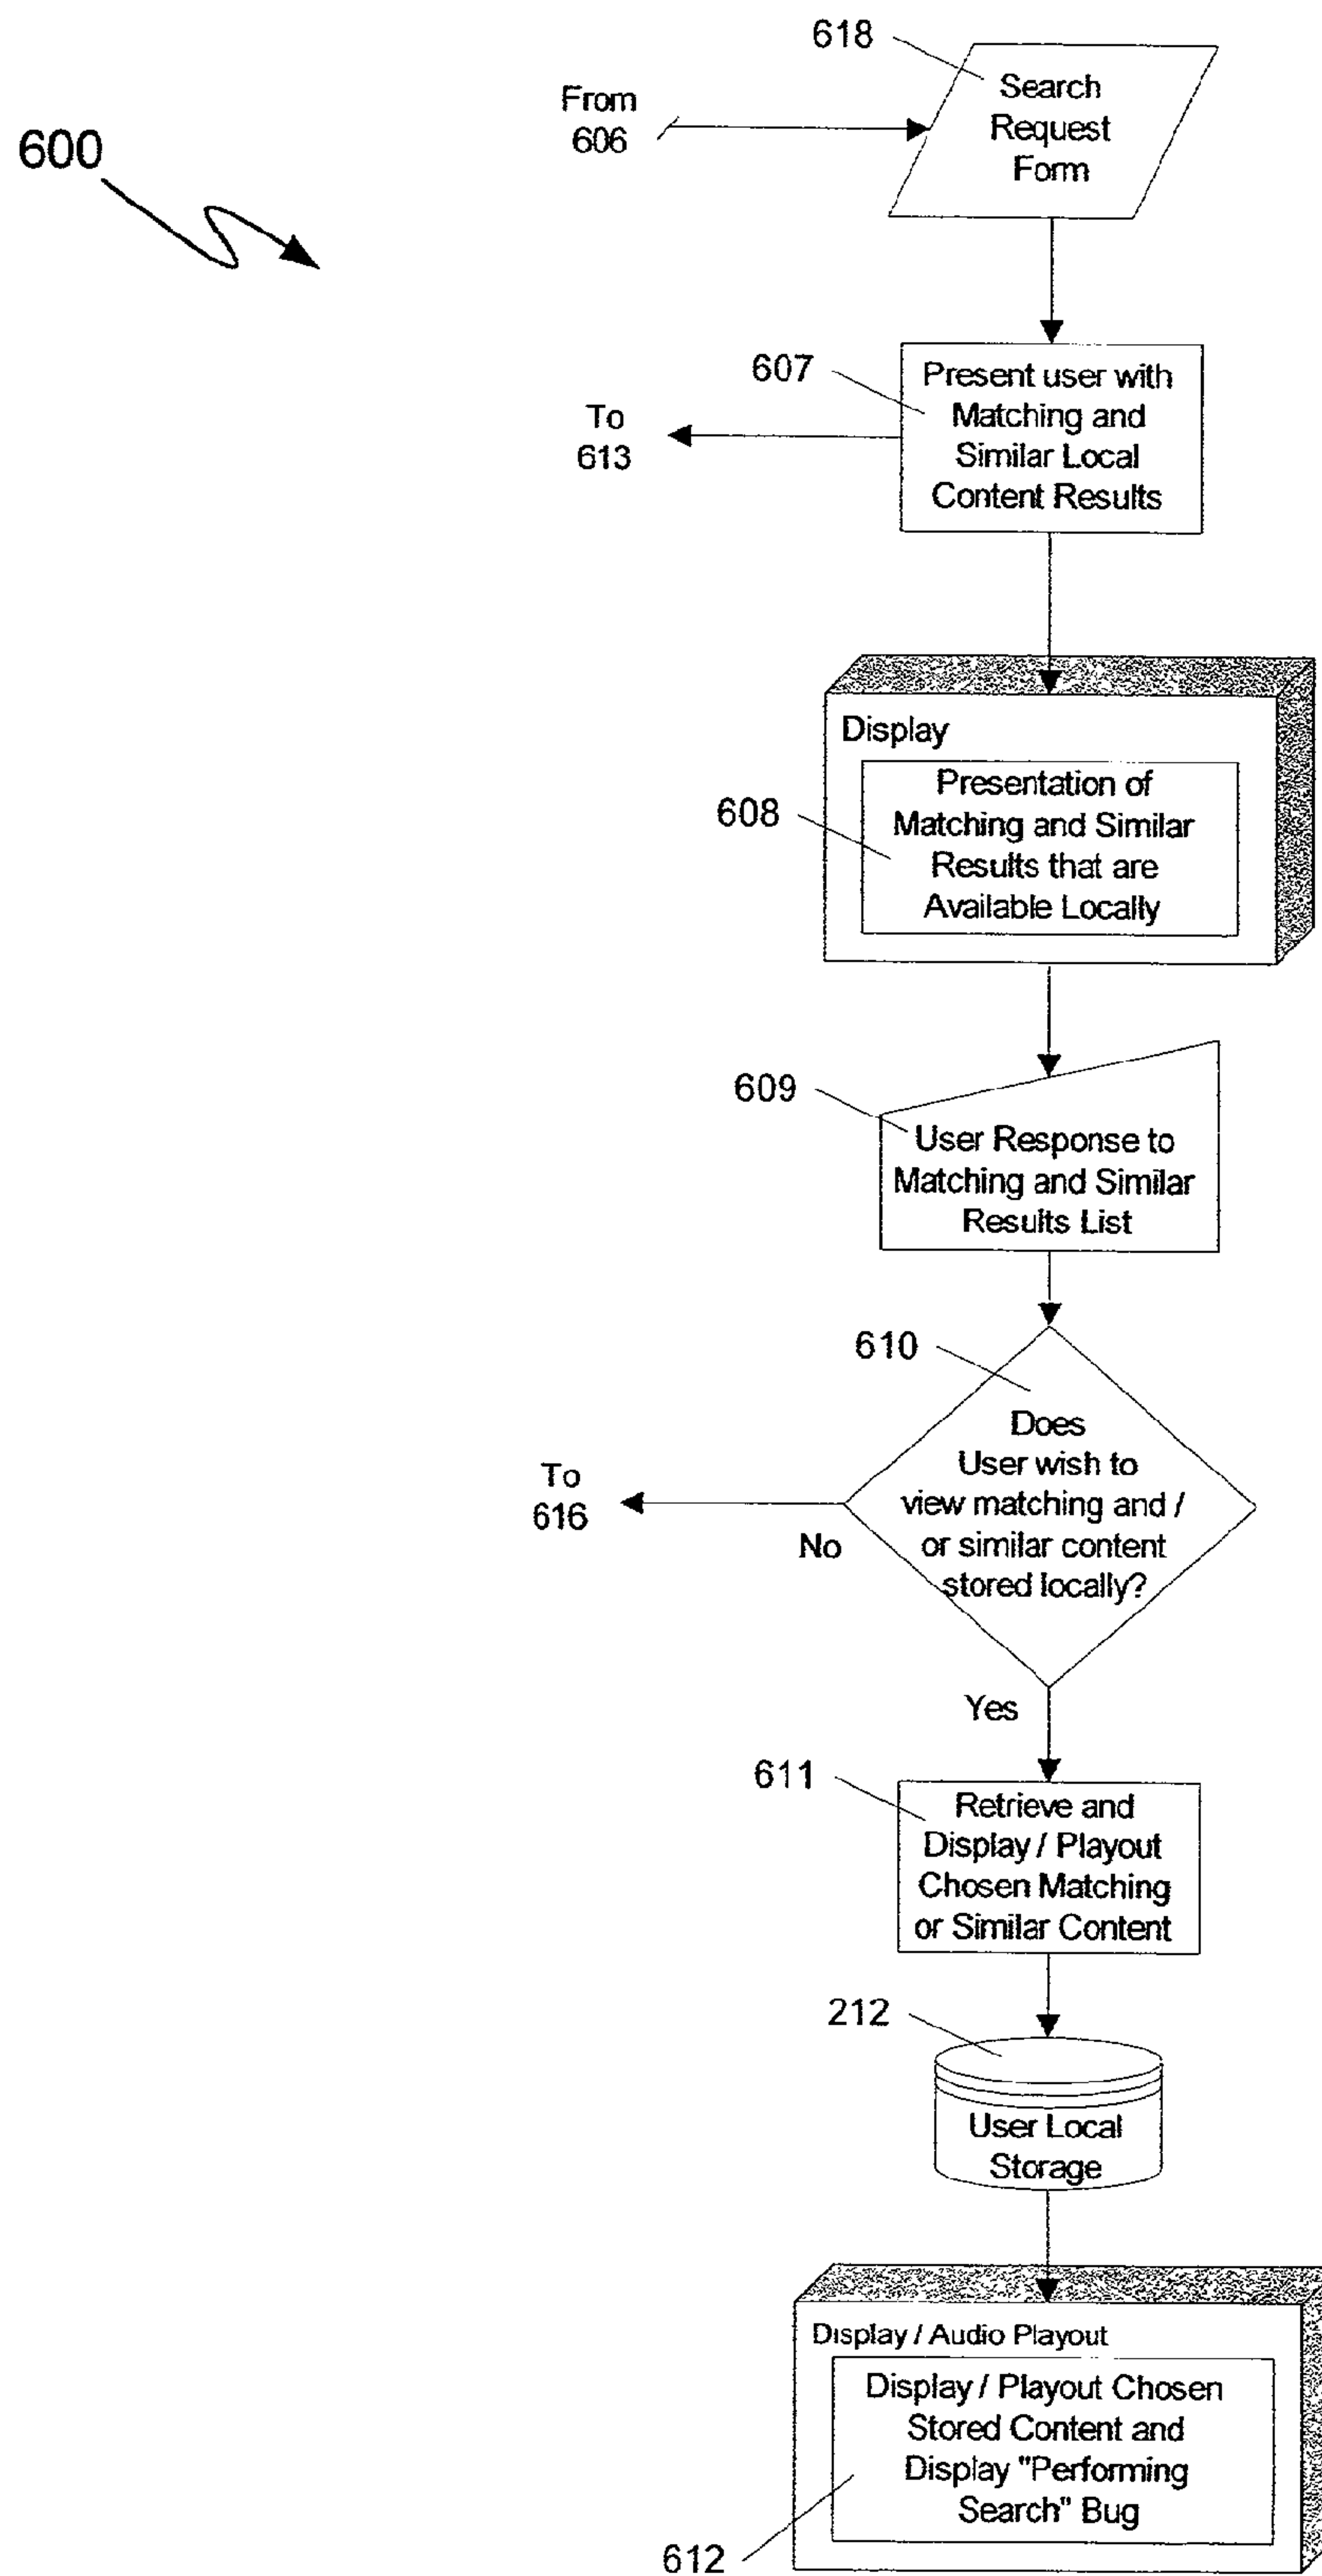 618
Search
Request
Form
From
606
600
607
Present user with
Matching and
Similar Local
Content Results
To
613
Display
608
Presentation of
Matching and Similar
Results that are
Available Locally
609
User Response to
Matching and Similar
Results List
610
Does
User wish to
view matching and /
or similar content
stored locally?
To
616
No
Yes
611
Retrieve and
Display / Playout
Chosen Matching
or Similar Content
212
User Local
Storage
Display / Audio Playout
Display / Playout Chosen
Stored Content and
Display "Performing
Search" Bug
612